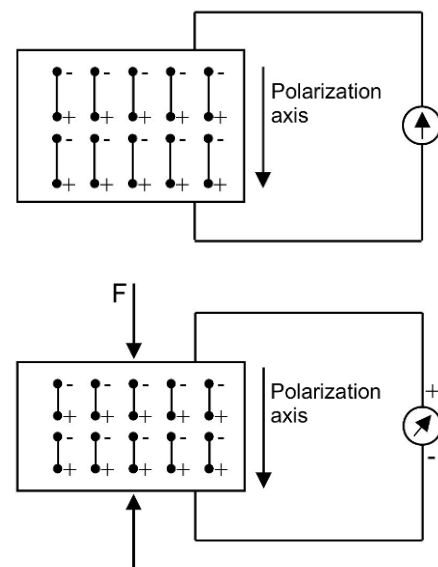 - - - - -
Polarization
axis
+ + + + +
- - - - -
+ + + + +
F
- - - - -
Polarization
axis
+
+ + + + +
- - - - -
-
+ + + + +